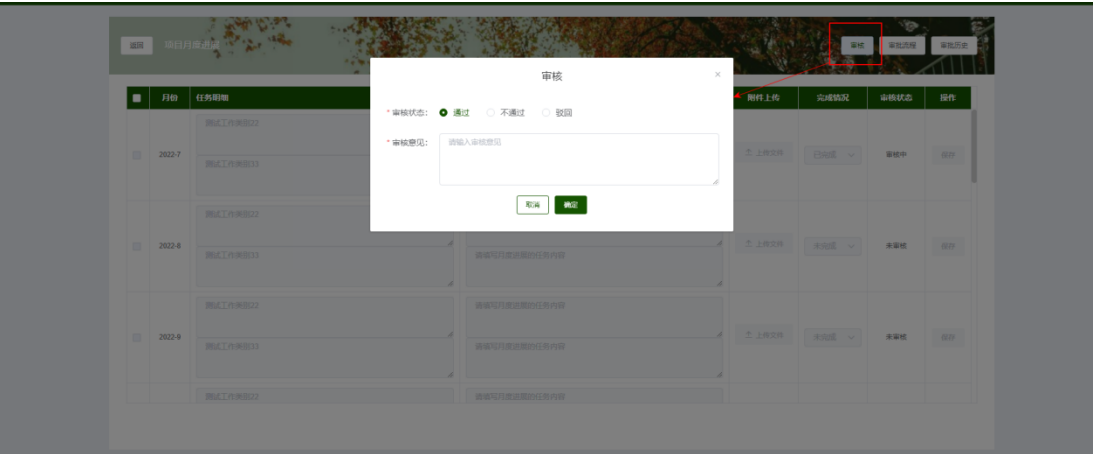 返回 项目月度进度 审核 审批流程 审批历史
审核 ×
月份 任务明细 附件上传 完成情况 审核状态 操作
* 审核状态: 通过 不通过 驳回
* 审核意见: 请输入审核意见
取消 确定
测试工作类别22
2022-7 上传文件 已完成 审核中 保存
测试工作类别33
测试工作类别22
2022-8 上传文件 未完成 未审核 保存
测试工作类别33 请填写月度进展的任务内容
测试工作类别22 请填写月度进展的任务内容
2022-9 上传文件 未完成 未审核 保存
测试工作类别33 请填写月度进展的任务内容
测试工作类别22 请填写月度进展的任务内容